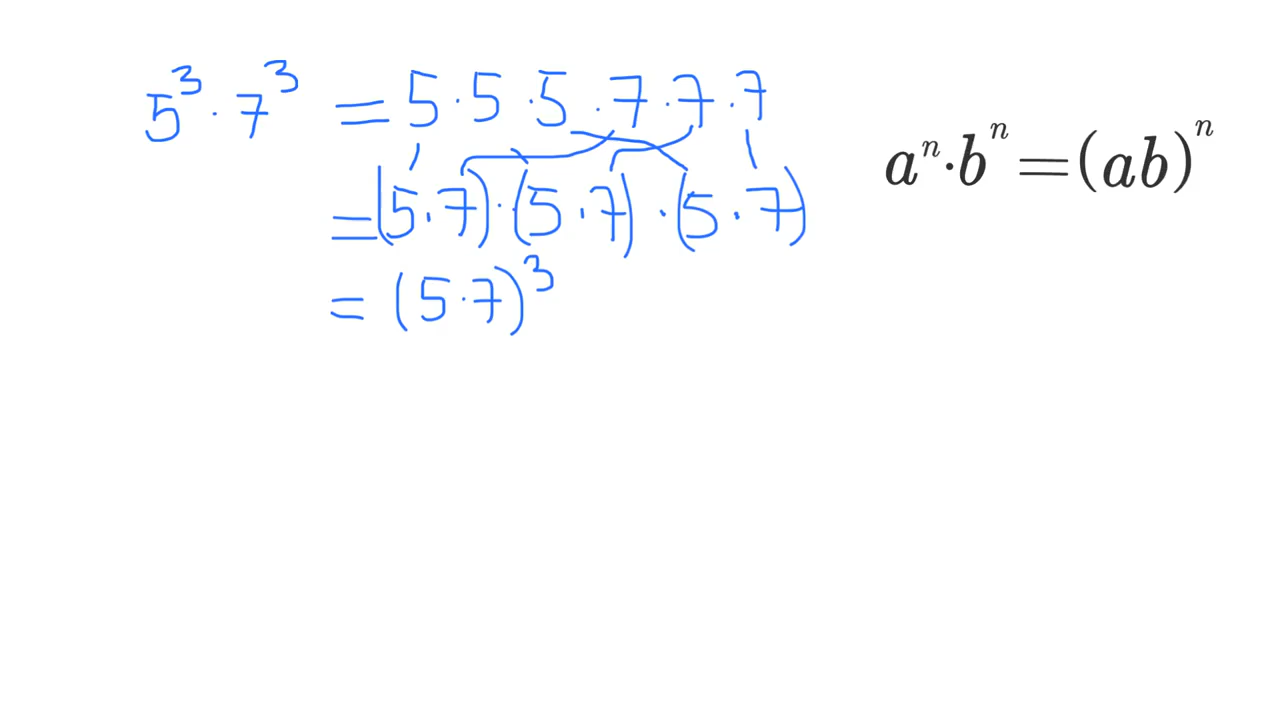 5³ · 7³ = 5 · 5 · 5 · 7 · 7 · 7
= (5 · 7) · (5 · 7) · (5 · 7)
= (5 · 7)³
aⁿ · bⁿ = (ab)ⁿ